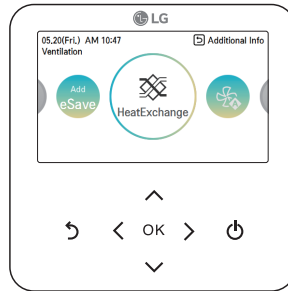 LG
05.20(Fri.) AM 10:47
Additional Info
Ventilation
Add
eSave
HeatExchange
OK